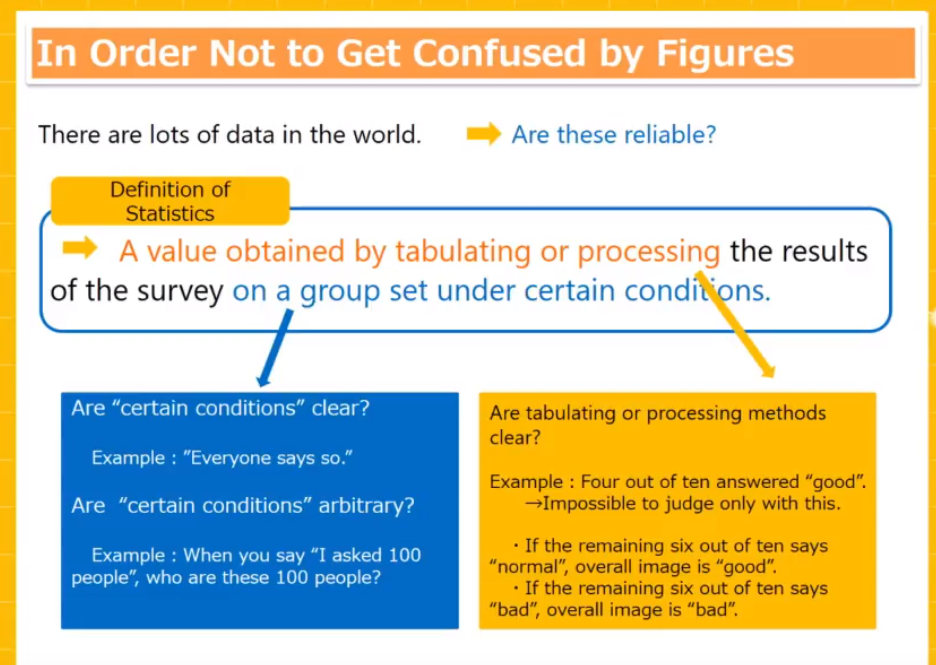 In Order Not to Get Confused by Figures
There are lots of data in the world.
Are these reliable?
Definition of
Statistics
A value obtained by tabulating or processing the results
of the survey on a group set under certain conditions.
Are “certain conditions” clear?
Example : ”Everyone says so.”
Are “certain conditions” arbitrary?
Example : When you say “I asked 100
people”, who are these 100 people?
Are tabulating or processing methods
clear?
Example : Four out of ten answered “good”.
→Impossible to judge only with this.
・If the remaining six out of ten says
“normal”, overall image is “good”.
・If the remaining six out of ten says
“bad”, overall image is “bad”.